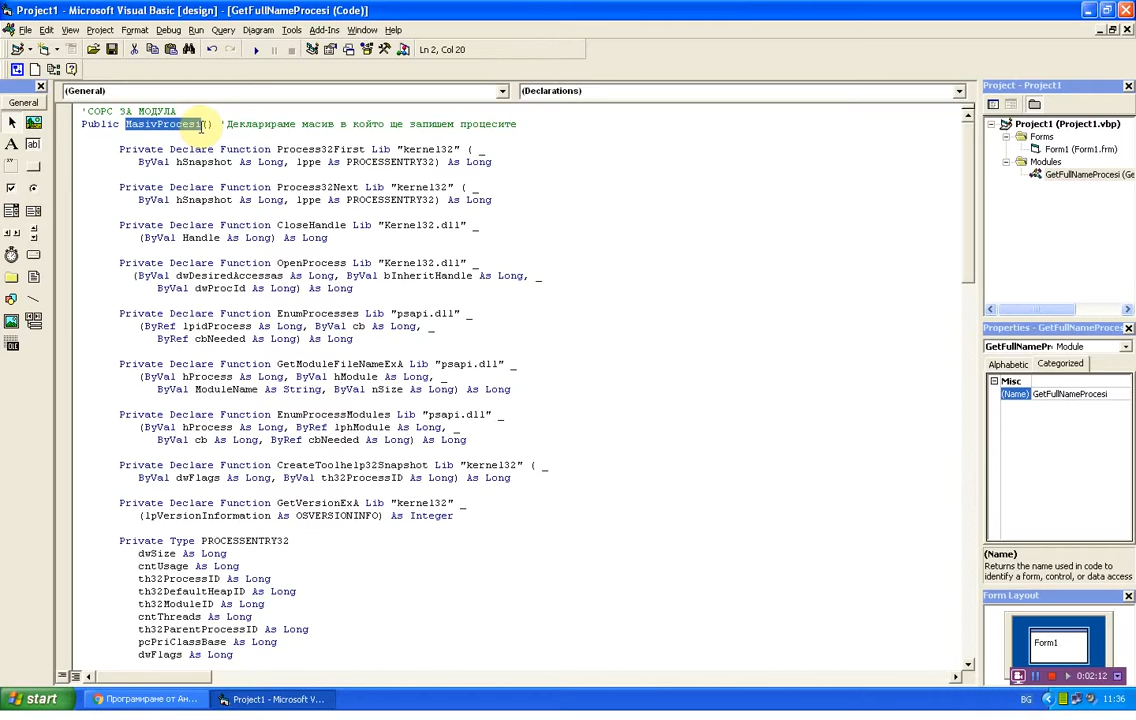 Project1 - Microsoft Visual Basic [design] - [GetFullNameProcesi (Code)]
File Edit View Project Format Debug Run Query Diagram Tools Add-Ins Window Help
Ln 2, Col 20
General
(General) (Declarations)
'СОРС ЗА МОДУЛА
Public MasivProcesi() 'Декларираме масив в който ще запишем процесите
Private Declare Function Process32First Lib "kernel32" ( _
ByVal hSnapshot As Long, lppe As PROCESSENTRY32) As Long
Private Declare Function Process32Next Lib "kernel32" ( _
ByVal hSnapshot As Long, lppe As PROCESSENTRY32) As Long
Private Declare Function CloseHandle Lib "Kernel32.dll" _
(ByVal Handle As Long) As Long
Private Declare Function OpenProcess Lib "Kernel32.dll" _
(ByVal dwDesiredAccessas As Long, ByVal bInheritHandle As Long, _
ByVal dwProcId As Long) As Long
Private Declare Function EnumProcesses Lib "psapi.dll" _
(ByRef lpidProcess As Long, ByVal cb As Long, _
ByRef cbNeeded As Long) As Long
Private Declare Function GetModuleFileNameExA Lib "psapi.dll" _
(ByVal hProcess As Long, ByVal hModule As Long, _
ByVal ModuleName As String, ByVal nSize As Long) As Long
Private Declare Function EnumProcessModules Lib "psapi.dll" _
(ByVal hProcess As Long, ByRef lphModule As Long, _
ByVal cb As Long, ByRef cbNeeded As Long) As Long
Private Declare Function CreateToolhelp32Snapshot Lib "kernel32" ( _
ByVal dwFlags As Long, ByVal th32ProcessID As Long) As Long
Private Declare Function GetVersionExA Lib "kernel32" _
(lpVersionInformation As OSVERSIONINFO) As Integer
Private Type PROCESSENTRY32
dwSize As Long
cntUsage As Long
th32ProcessID As Long
th32DefaultHeapID As Long
th32ModuleID As Long
cntThreads As Long
th32ParentProcessID As Long
pcPriClassBase As Long
dwFlags As Long
Project - Project1
Project1 (Project1.vbp)
Forms
Form1 (Form1.frm)
Modules
GetFullNameProcesi (Ge
Properties - GetFullNameProces
GetFullNamePr Module
Alphabetic Categorized
Misc
(Name) GetFullNameProcesi
(Name)
Returns the name used in code to
identify a form, control, or data access
Form Layout
Form1
0:02:12
start Програмиране от Ан... Project1 - Microsoft V... BG 11:36